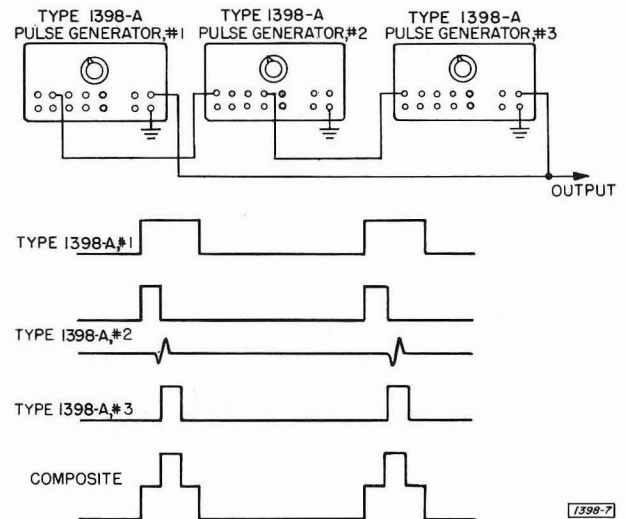 TYPE 1398-A
PULSE GENERATOR,#1
TYPE 1398-A
PULSE GENERATOR,#2
TYPE 1398-A
PULSE GENERATOR,#3
OUTPUT
TYPE 1398-A,#1
TYPE 1398-A,#2
TYPE 1398-A,#3
COMPOSITE
1398-7